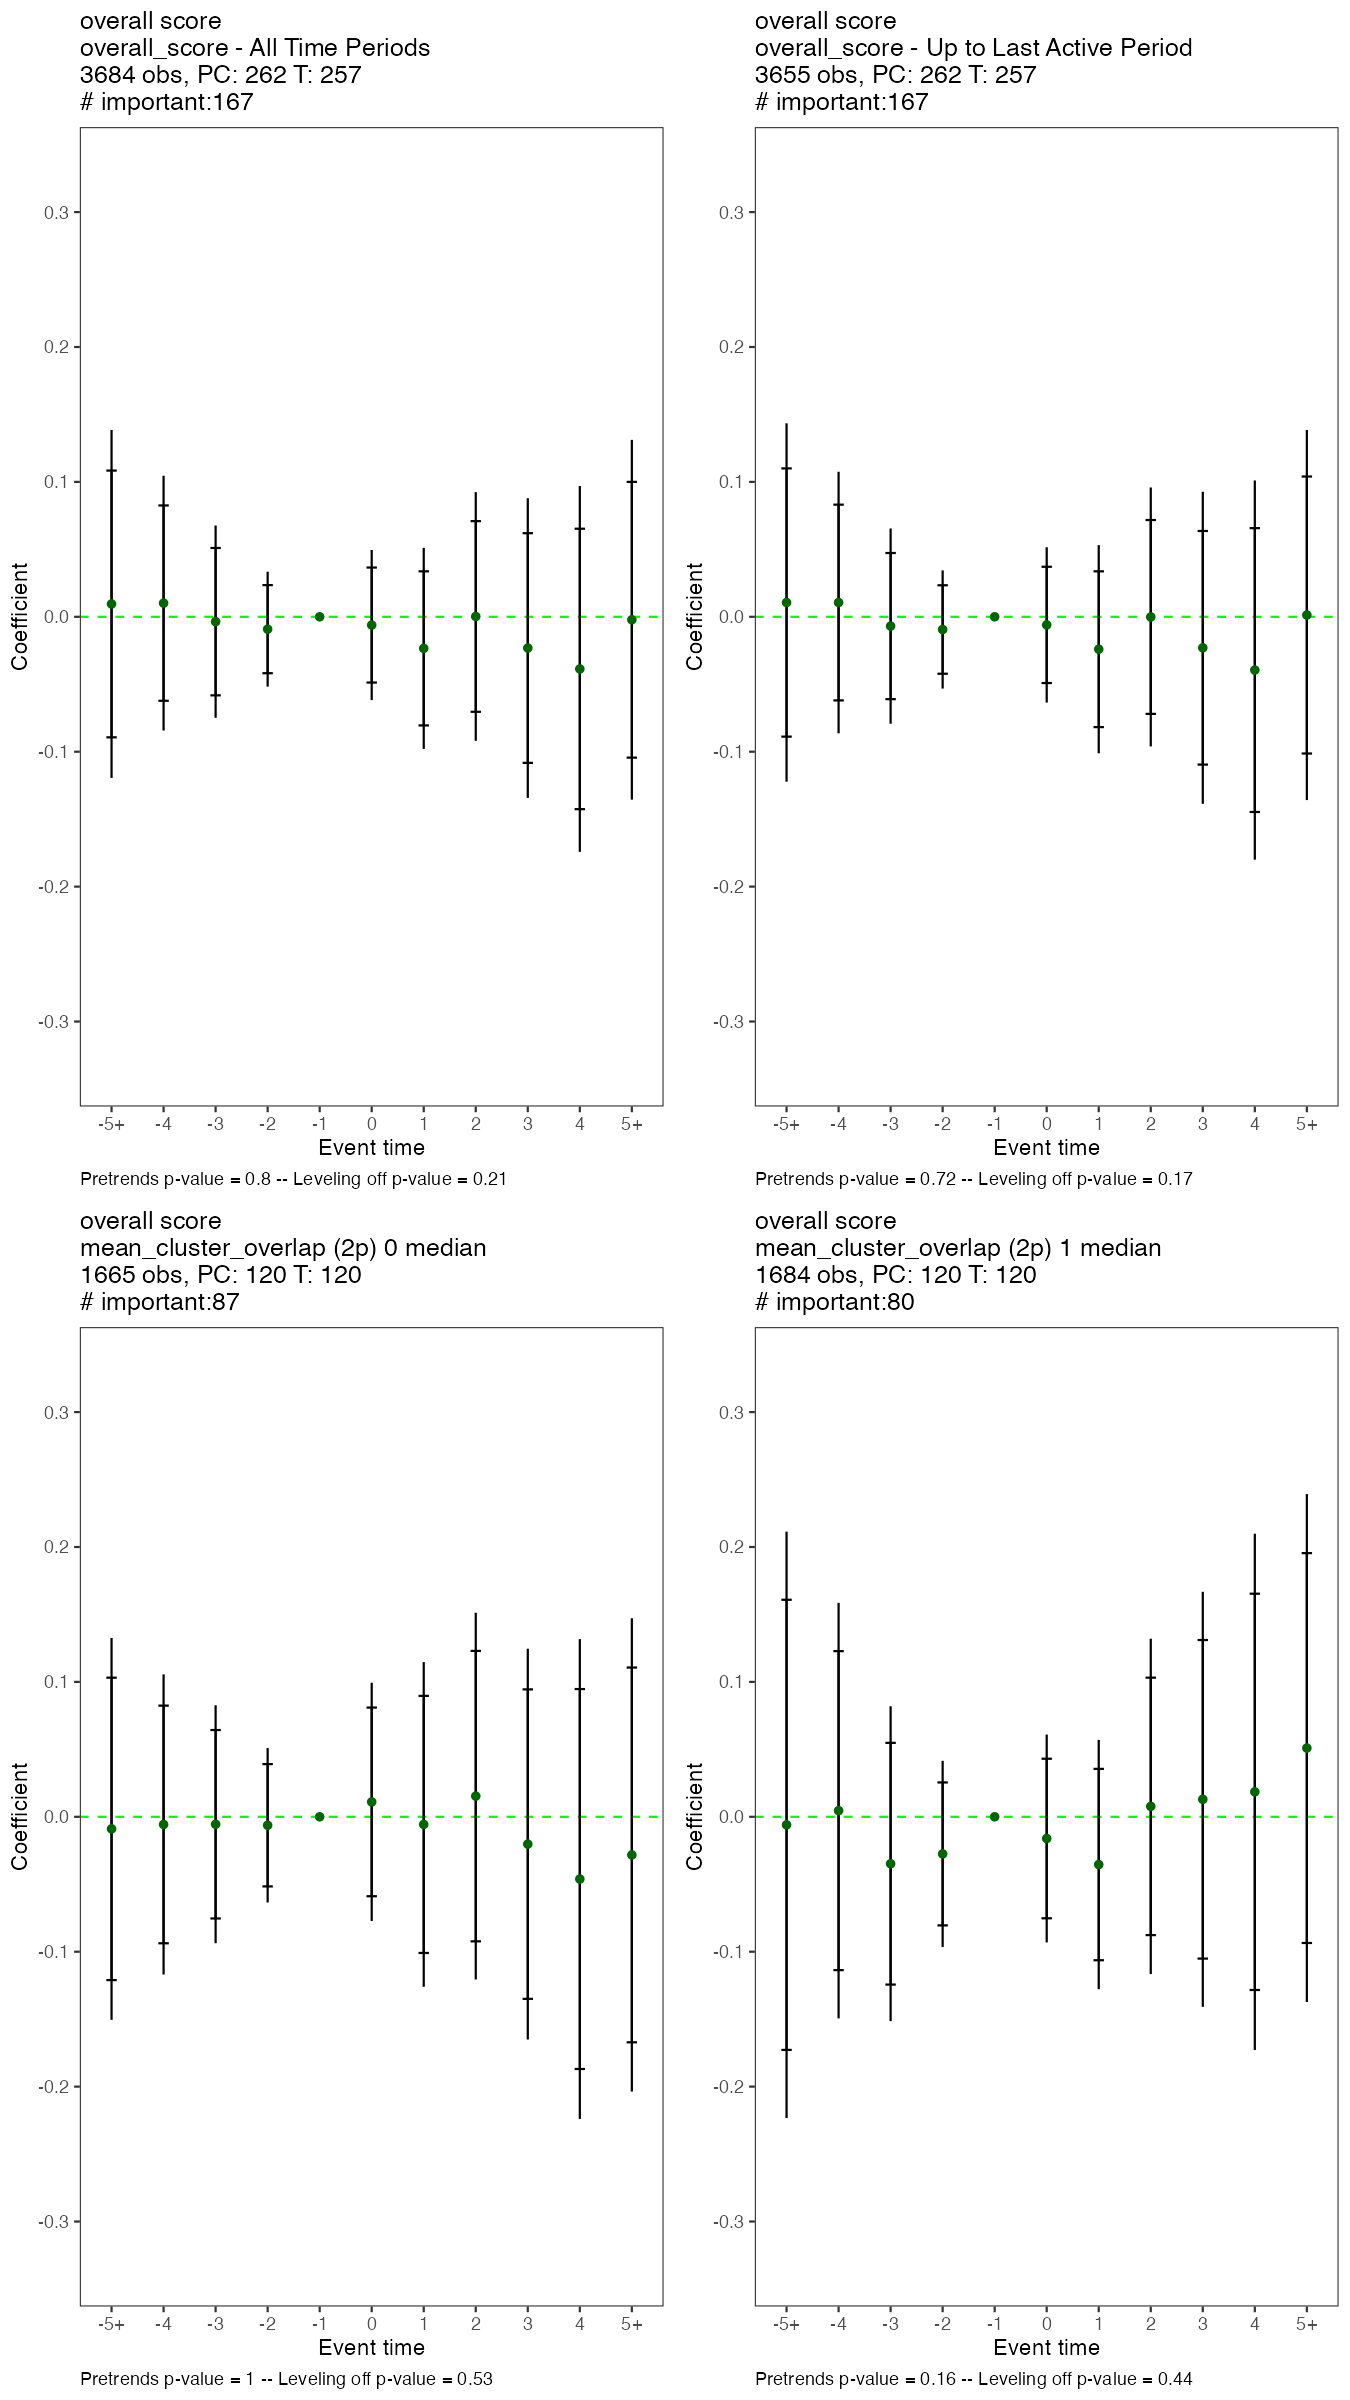 overall score
overall_score - All Time Periods
3684 obs, PC: 262 T: 257
# important:167
0.3
0.2
0.1
0.0
-0.1
-0.2
-0.3
Coefficient
-5+ -4 -3 -2 -1 0 1 2 3 4 5+
Event time
Pretrends p-value = 0.8 -- Leveling off p-value = 0.21
overall score
overall_score - Up to Last Active Period
3655 obs, PC: 262 T: 257
# important:167
0.3
0.2
0.1
0.0
-0.1
-0.2
-0.3
Coefficient
-5+ -4 -3 -2 -1 0 1 2 3 4 5+
Event time
Pretrends p-value = 0.72 -- Leveling off p-value = 0.17
overall score
mean_cluster_overlap (2p) 0 median
1665 obs, PC: 120 T: 120
# important:87
0.3
0.2
0.1
0.0
-0.1
-0.2
-0.3
Coefficient
-5+ -4 -3 -2 -1 0 1 2 3 4 5+
Event time
Pretrends p-value = 1 -- Leveling off p-value = 0.53
overall score
mean_cluster_overlap (2p) 1 median
1684 obs, PC: 120 T: 120
# important:80
0.3
0.2
0.1
0.0
-0.1
-0.2
-0.3
Coefficient
-5+ -4 -3 -2 -1 0 1 2 3 4 5+
Event time
Pretrends p-value = 0.16 -- Leveling off p-value = 0.44